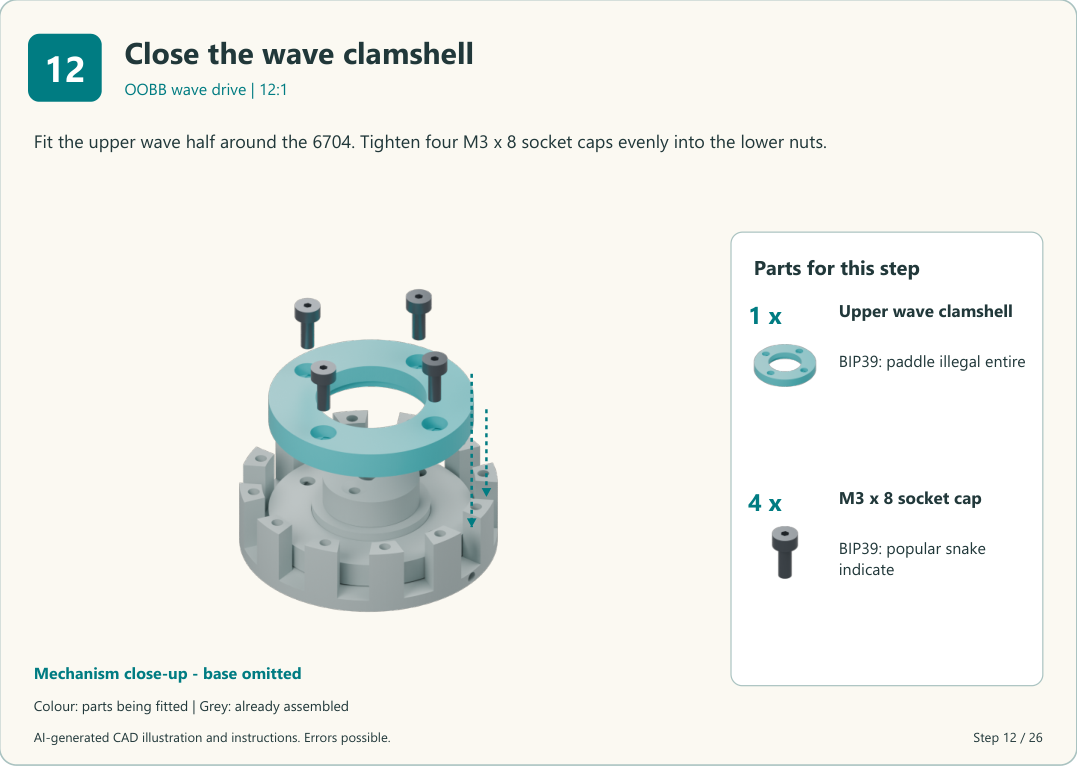 12
Close the wave clamshell
OOBB wave drive | 12:1
Fit the upper wave half around the 6704. Tighten four M3 x 8 socket caps evenly into the lower nuts.
Parts for this step
1 x
Upper wave clamshell
BIP39: paddle illegal entire
4 x
M3 x 8 socket cap
BIP39: popular snake
indicate
Mechanism close-up - base omitted
Colour: parts being fitted | Grey: already assembled
AI-generated CAD illustration and instructions. Errors possible.
Step 12 / 26